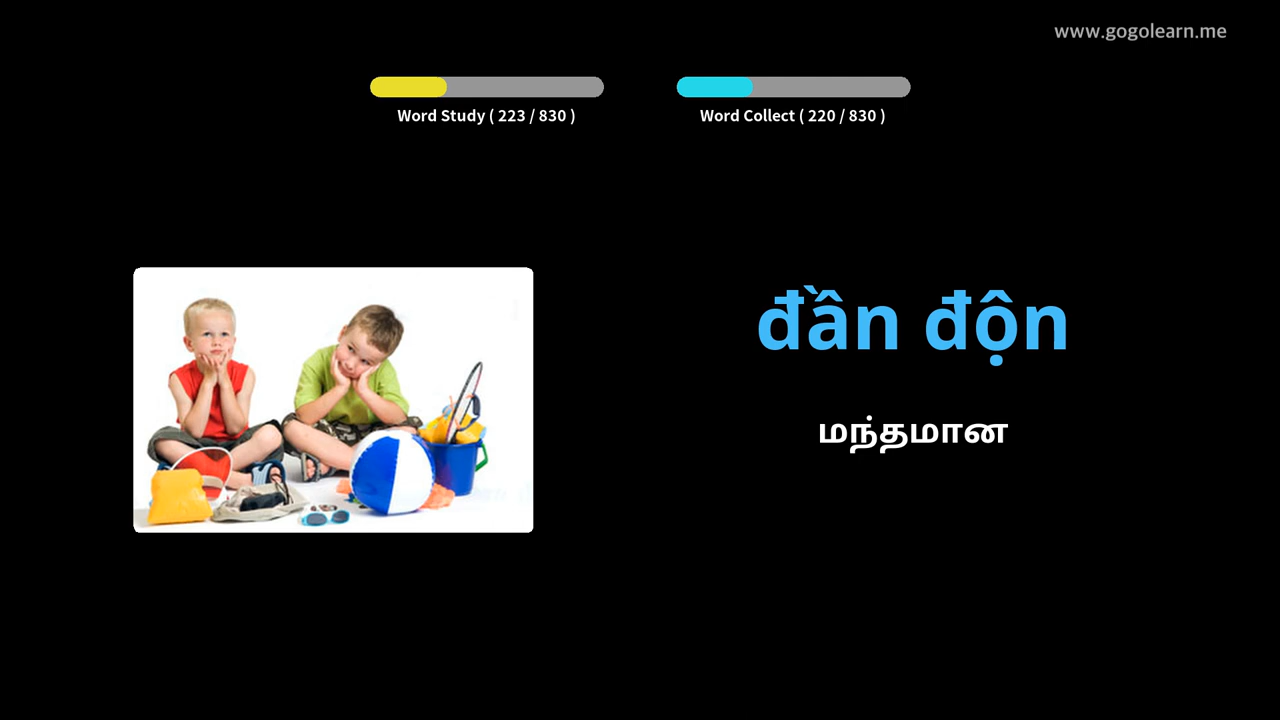 www.gogolearn.me
Word Study ( 223 / 830 )
Word Collect ( 220 / 830 )
đần độn
மந்தமான